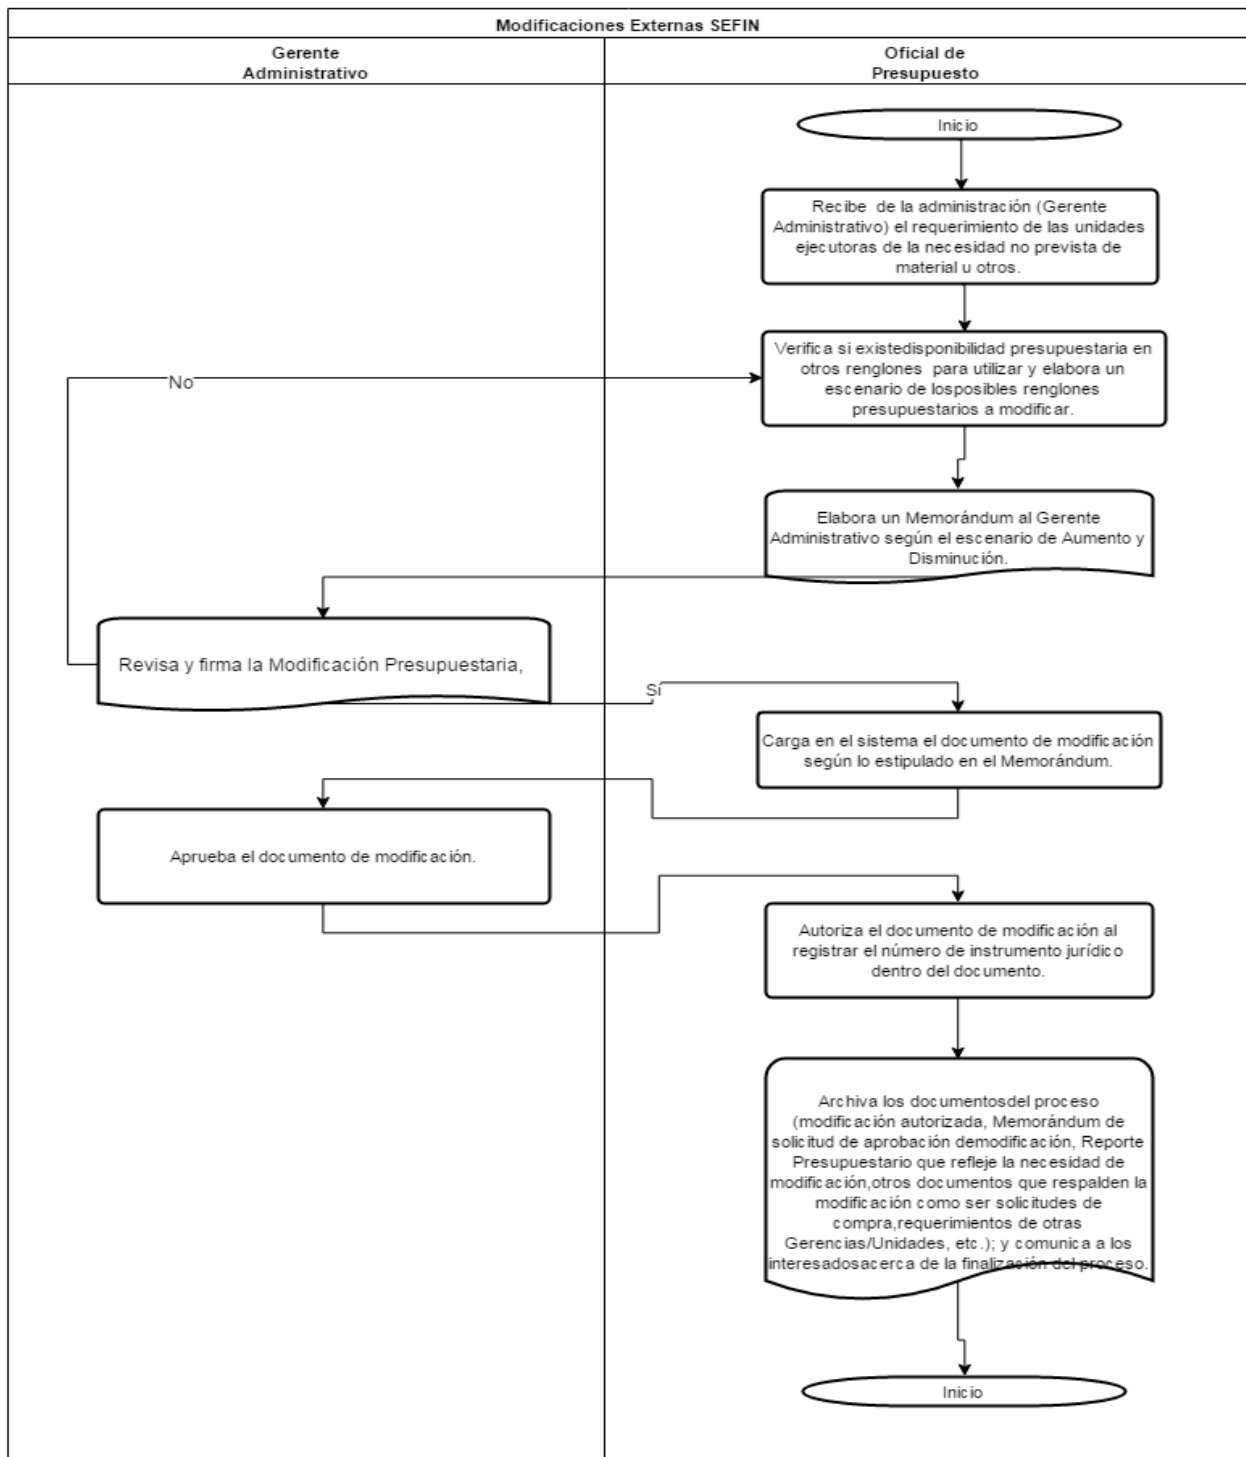 Modificaciones Externas SEFIN
Gerente
Administrativo
Oficial de
Presupuesto
Inicio
Recibe de la administración (Gerente
Administrativo) el requerimiento de las unidades
ejecutoras de la necesidad no prevista de
material u otros.
Verifica si existedisponibilidad presupuestaria en
otros renglones para utilizar y elabora un
escenario de losposibles renglones
presupuestarios a modificar.
No
Elabora un Memorándum al Gerente
Administrativo según el escenario de Aumento y
Disminución.
Revisa y firma la Modificación Presupuestaria,
Sí
Carga en el sistema el documento de modificación
según lo estipulado en el Memorándum.
Aprueba el documento de modificación.
Autoriza el documento de modificación al
registrar el número de instrumento jurídico
dentro del documento.
Archiva los documentosdel proceso
(modificación autorizada, Memorándum de
solicitud de aprobación demodificación, Reporte
Presupuestario que refleje la necesidad de
modificación,otros documentos que respalden la
modificación como ser solicitudes de
compra,requerimientos de otras
Gerencias/Unidades, etc.); y comunica a los
interesadosacerca de la finalización del proceso.
Inicio